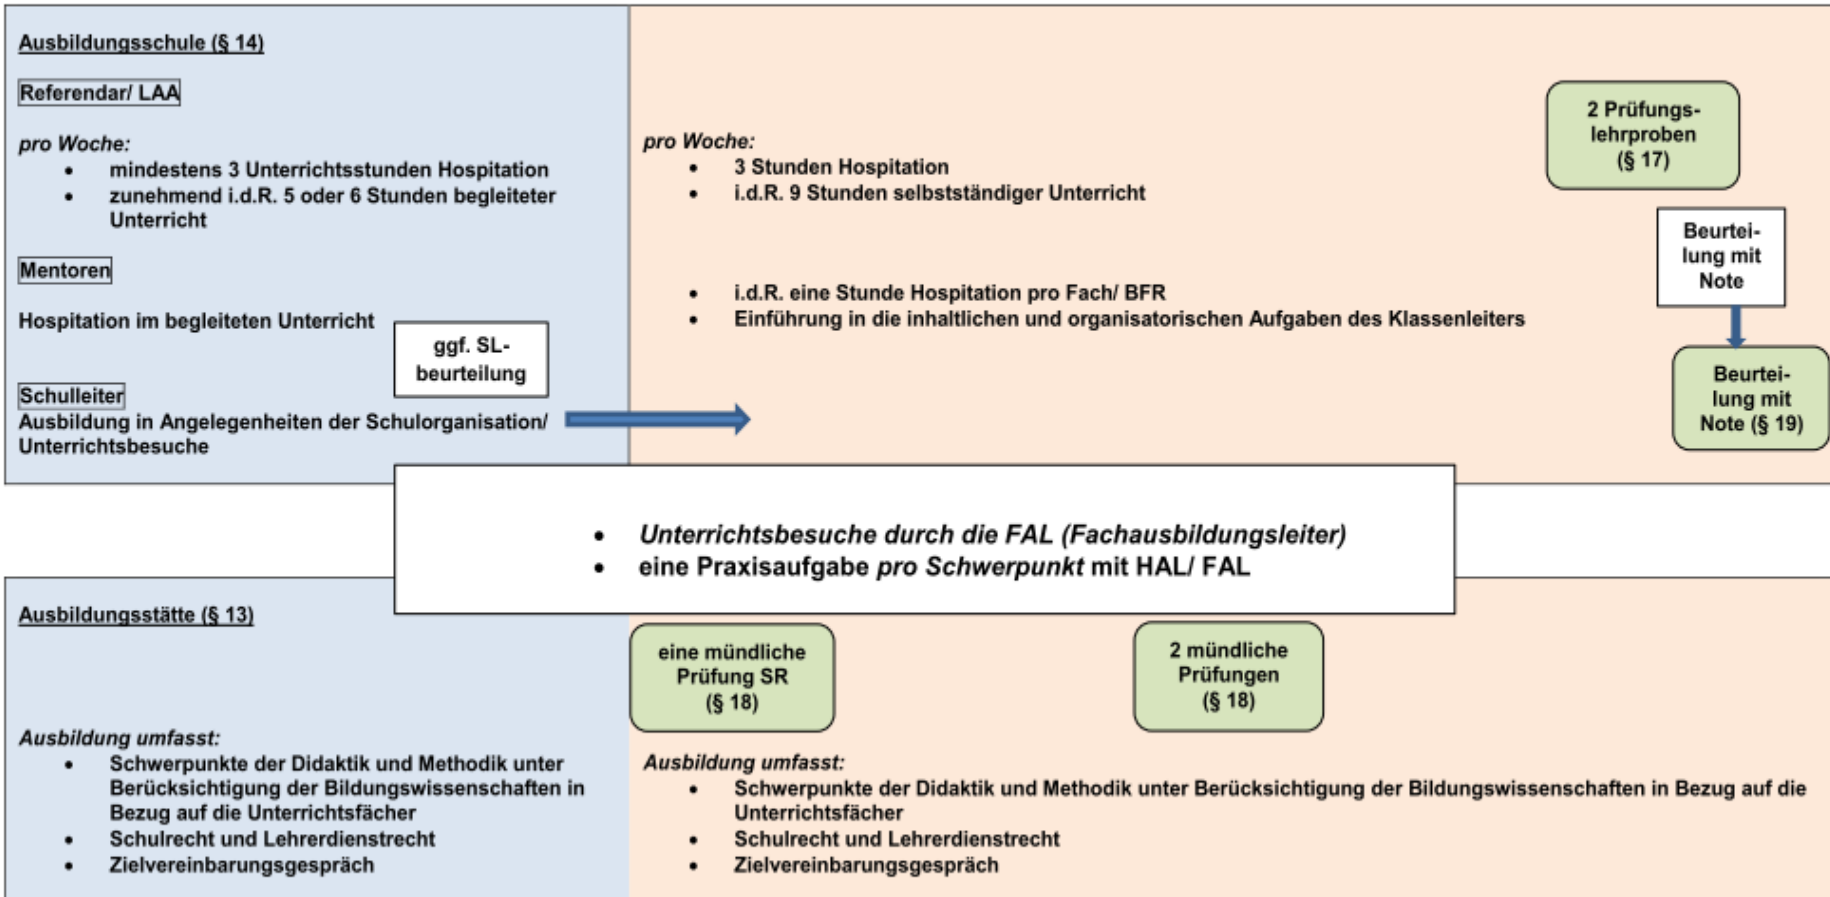 Ausbildungsschule (§ 14)
Referendar/ LAA
pro Woche:
• mindestens 3 Unterrichtsstunden Hospitation
• zunehmend i.d.R. 5 oder 6 Stunden begleiteter
Unterricht
Mentoren
Hospitation im begleiteten Unterricht
ggf. SL-
beurteilung
Schulleiter
Ausbildung in Angelegenheiten der Schulorganisation/
Unterrichtsbesuche
pro Woche:
• 3 Stunden Hospitation
• i.d.R. 9 Stunden selbstständiger Unterricht
• i.d.R. eine Stunde Hospitation pro Fach/ BFR
• Einführung in die inhaltlichen und organisatorischen Aufgaben des Klassenleiters
2 Prüfungs-
lehrproben
(§ 17)
Beurtei-
lung mit
Note
Beurtei-
lung mit
Note (§ 19)
• Unterrichtsbesuche durch die FAL (Fachausbildungsleiter)
• eine Praxisaufgabe pro Schwerpunkt mit HAL/ FAL
Ausbildungsstätte (§ 13)
Ausbildung umfasst:
• Schwerpunkte der Didaktik und Methodik unter
Berücksichtigung der Bildungswissenschaften in
Bezug auf die Unterrichtsfächer
• Schulrecht und Lehrerdienstrecht
• Zielvereinbarungsgespräch
eine mündliche
Prüfung SR
(§ 18)
2 mündliche
Prüfungen
(§ 18)
Ausbildung umfasst:
• Schwerpunkte der Didaktik und Methodik unter Berücksichtigung der Bildungswissenschaften in Bezug auf die
Unterrichtsfächer
• Schulrecht und Lehrerdienstrecht
• Zielvereinbarungsgespräch